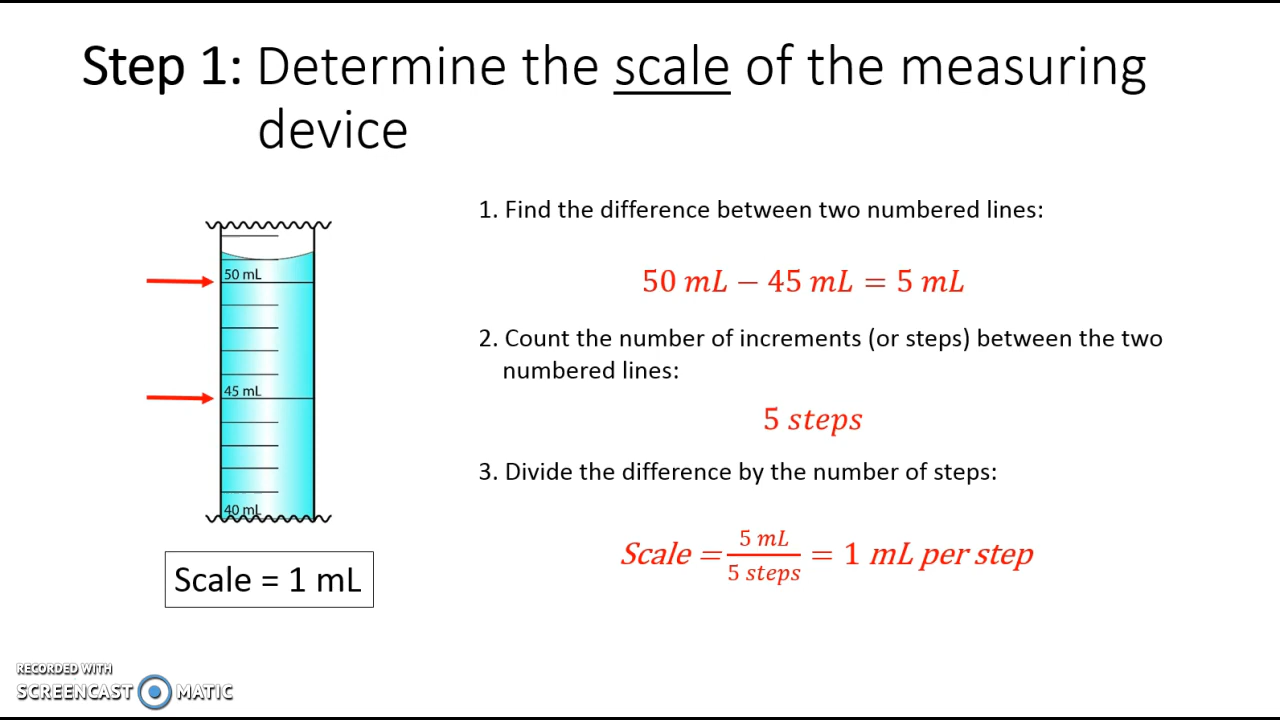 Step 1: Determine the scale of the measuring
device
1. Find the difference between two numbered lines:
50 mL − 45 mL = 5 mL
2. Count the number of increments (or steps) between the two
numbered lines:
5 steps
3. Divide the difference by the number of steps:
Scale = 5 mL / 5 steps = 1 mL per step
50 mL
45 mL
40 mL
Scale = 1 mL
RECORDED WITH
SCREENCAST MATIC